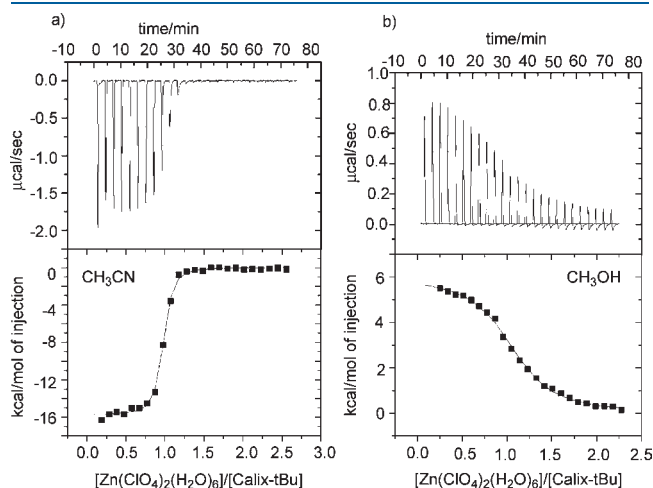 a)
time/min
-10 0 10 20 30 40 50 60 70 80
0.0
-0.5
-1.0
-1.5
-2.0
µcal/sec
0
-4
-8
-12
-16
kcal/mol of injection
CH₃CN
0.0 0.5 1.0 1.5 2.0 2.5 3.0
[Zn(ClO₄)₂(H₂O)₆]/[Calix-tBu]
b)
time/min
-10 0 10 20 30 40 50 60 70 80
1.0
0.8
0.6
0.4
0.2
0.0
µcal/sec
6
4
2
0
kcal/mol of injection
CH₃OH
0.0 0.5 1.0 1.5 2.0 2.5
[Zn(ClO₄)₂(H₂O)₆]/[Calix-tBu]